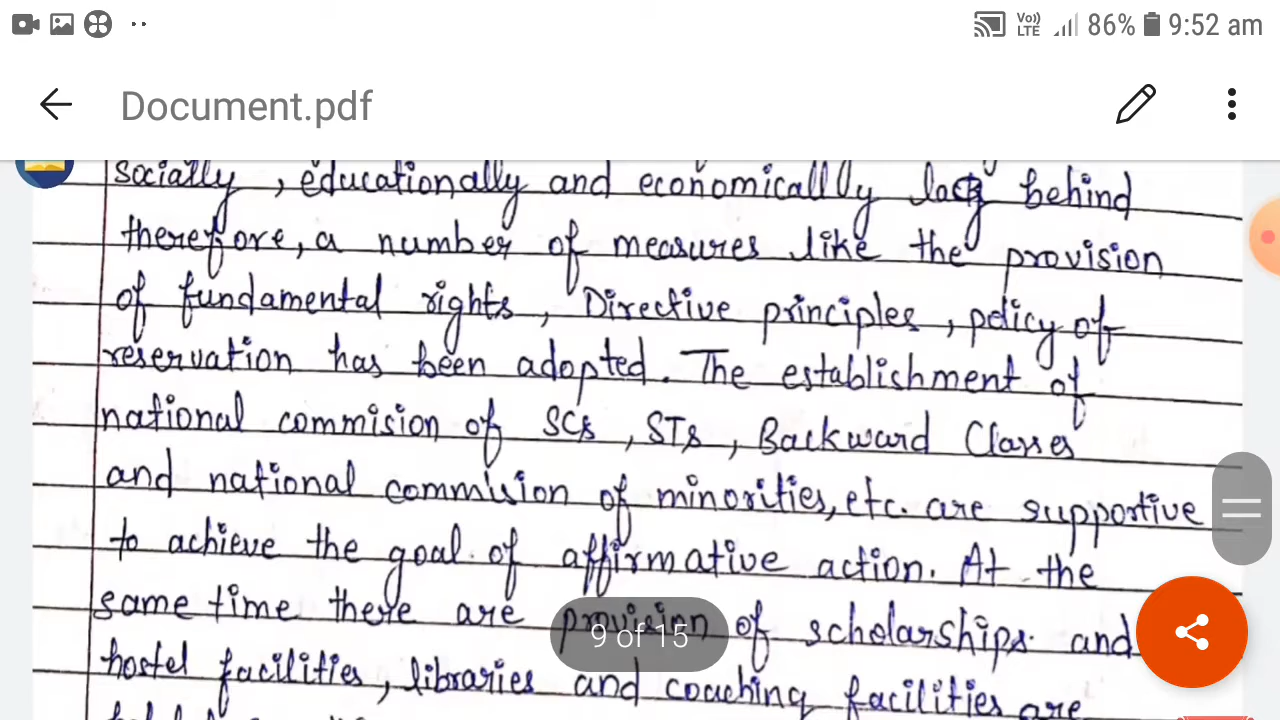 Vo)) LTE 86% 9:52 am
Document.pdf
socially, educationally and economicallly lag behind
therefore, a number of measures like the provision
of fundamental rights, Directive principles, policy of
reservation has been adopted. The establishment of
national commision of SCs, STs, Backward Classes
and national commision of minorities, etc. are supportive
to achieve the goal of affirmative action. At the
same time there are provision of scholarships and
9 of 15
hostel facilities, libraries and coaching facilities are